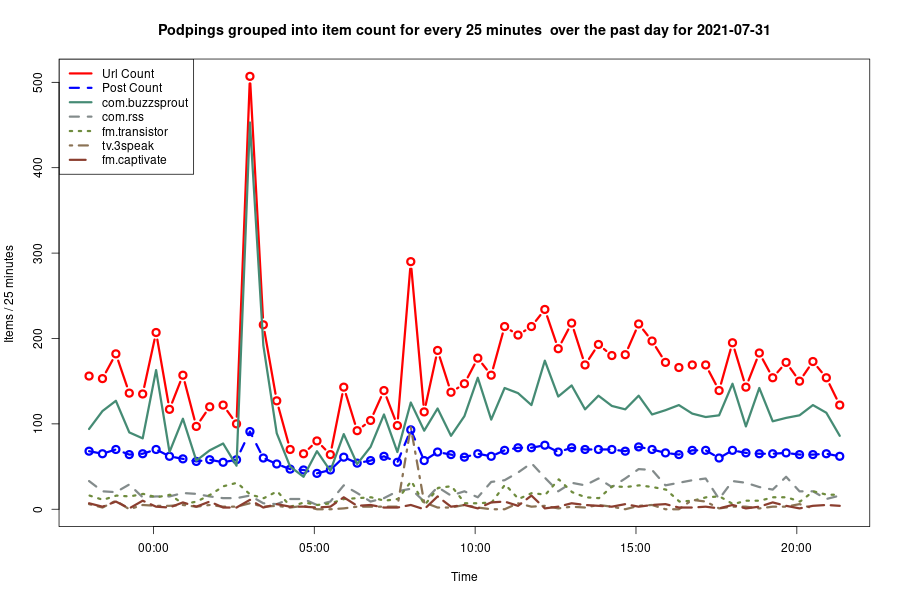 Podpings grouped into item count for every 25 minutes  over the past day for 2021-07-31
Url Count
Post Count
com.buzzsprout
com.rss
fm.transistor
tv.3speak
fm.captivate
Items / 25 minutes
500
400
300
200
100
0
00:00 05:00 10:00 15:00 20:00
Time